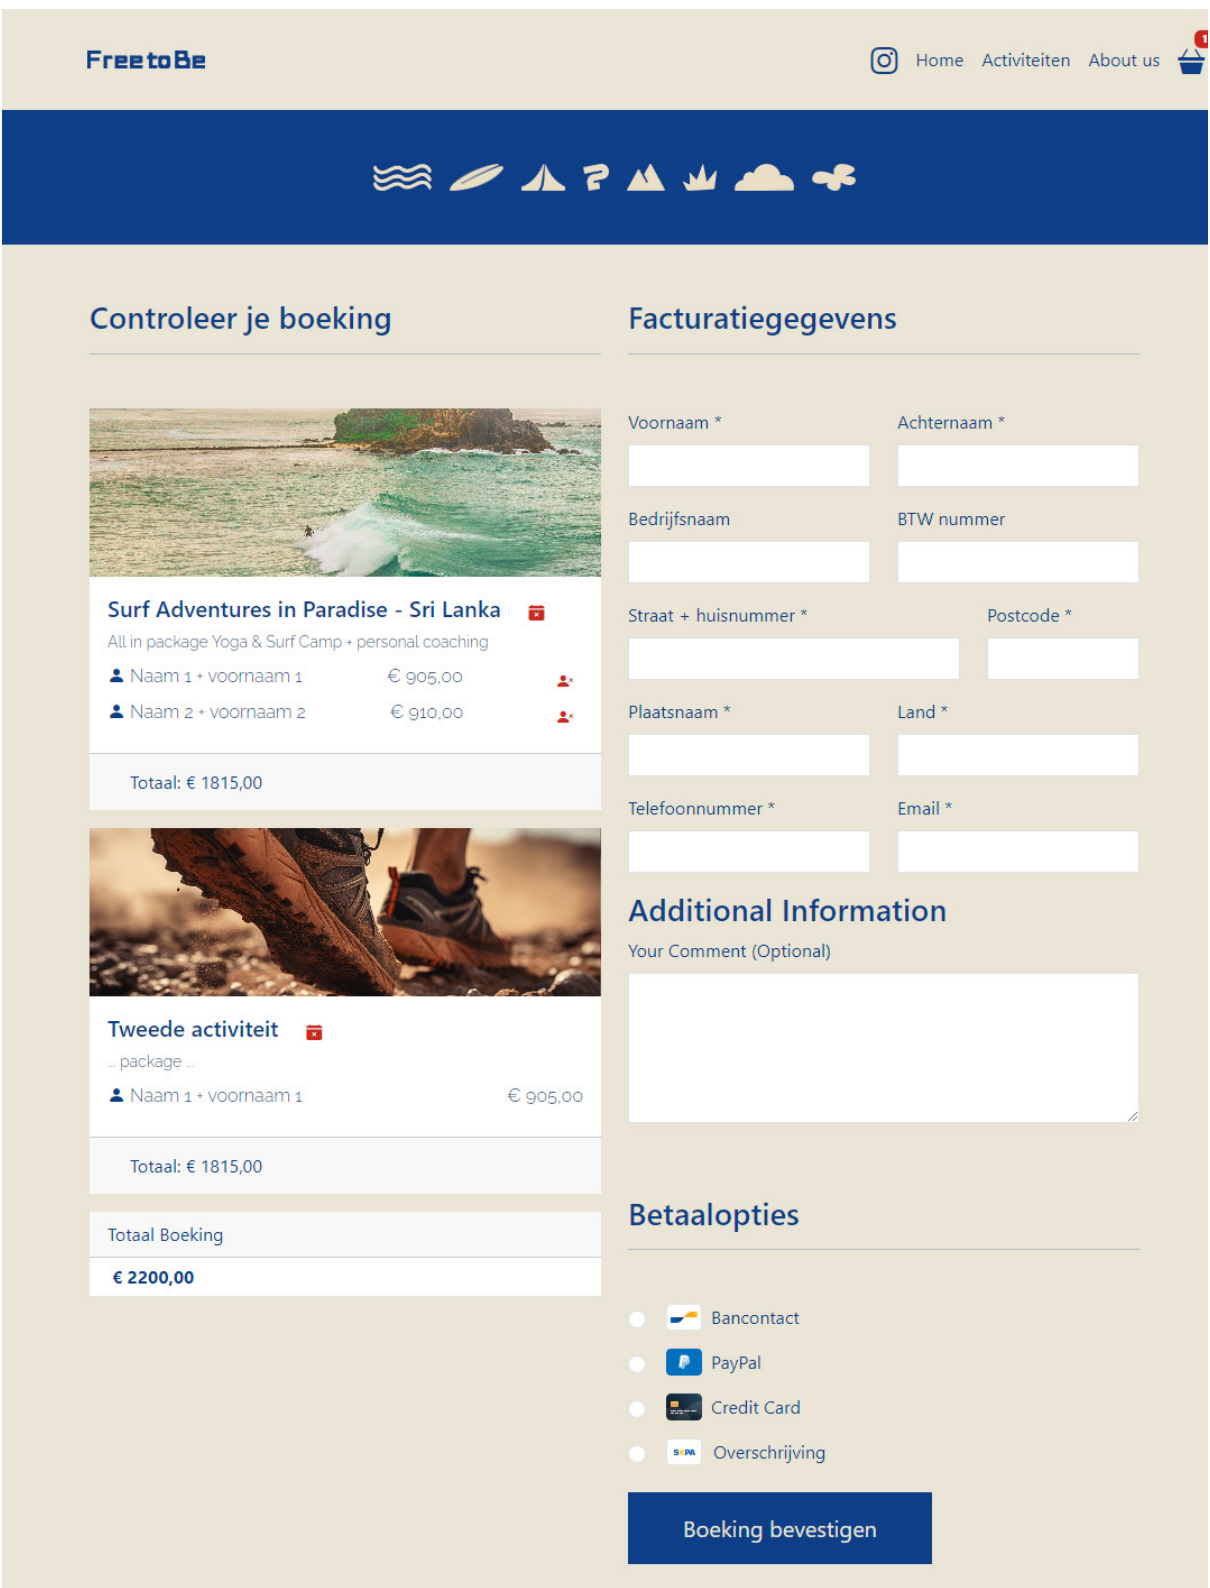 Free to Be
Home Activiteiten About us 1
Controleer je boeking
Surf Adventures in Paradise - Sri Lanka
All in package Yoga & Surf Camp + personal coaching
Naam 1 + voornaam 1 € 905,00
Naam 2 + voornaam 2 € 910,00
Totaal: € 1815,00
Tweede activiteit
... package ...
Naam 1 + voornaam 1 € 905,00
Totaal: € 1815,00
Totaal Boeking
€ 2200,00
Facturatiegegevens
Voornaam * Achternaam *
Bedrijfsnaam BTW nummer
Straat + huisnummer * Postcode *
Plaatsnaam * Land *
Telefoonnummer * Email *
Additional Information
Your Comment (Optional)
Betaalopties
Bancontact
PayPal
Credit Card
SEPA Overschrijving
Boeking bevestigen